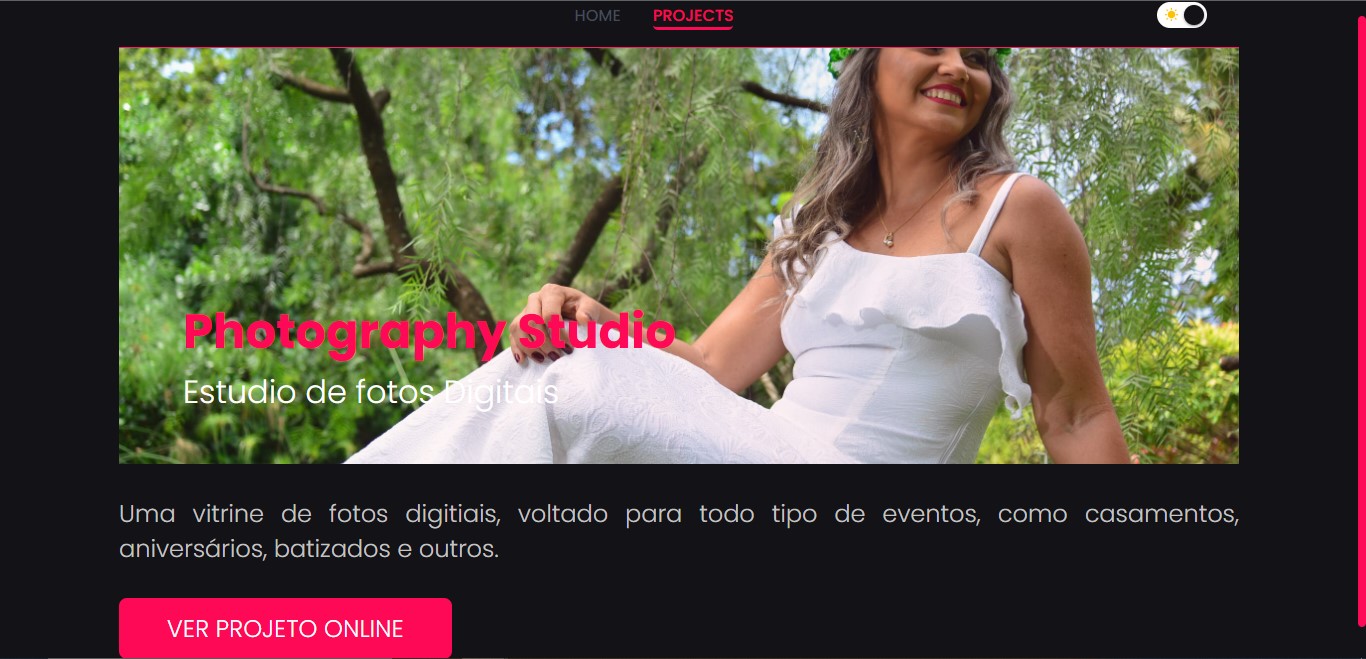 HOME PROJECTS
Photography Studio
Estudio de fotos Digitais
Uma vitrine de fotos digitiais, voltado para todo tipo de eventos, como casamentos,
aniversários, batizados e outros.
VER PROJETO ONLINE